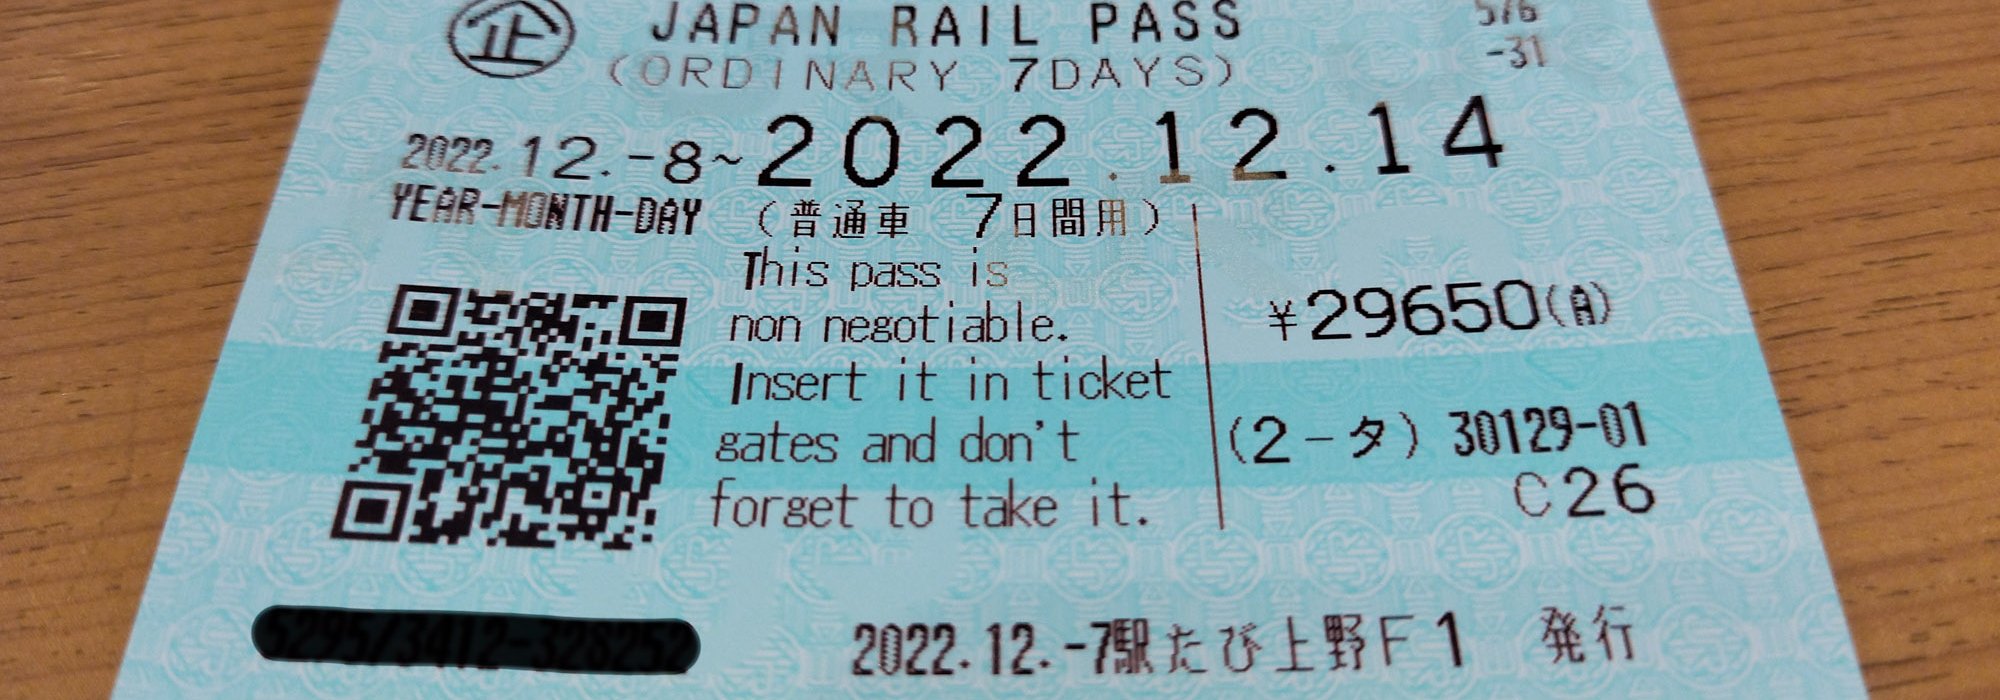 企 JAPAN RAIL PASS
(ORDINARY 7DAYS)
-31
2022.12.-8~2022.12.14
YEAR-MONTH-DAY (普通車 7日間用)
This pass is
non negotiable.
Insert it in ticket
gates and don't
forget to take it.
¥29650(A)
(2-タ) 30129-01
C26
2022.12.-7駅たび上野F1 発行